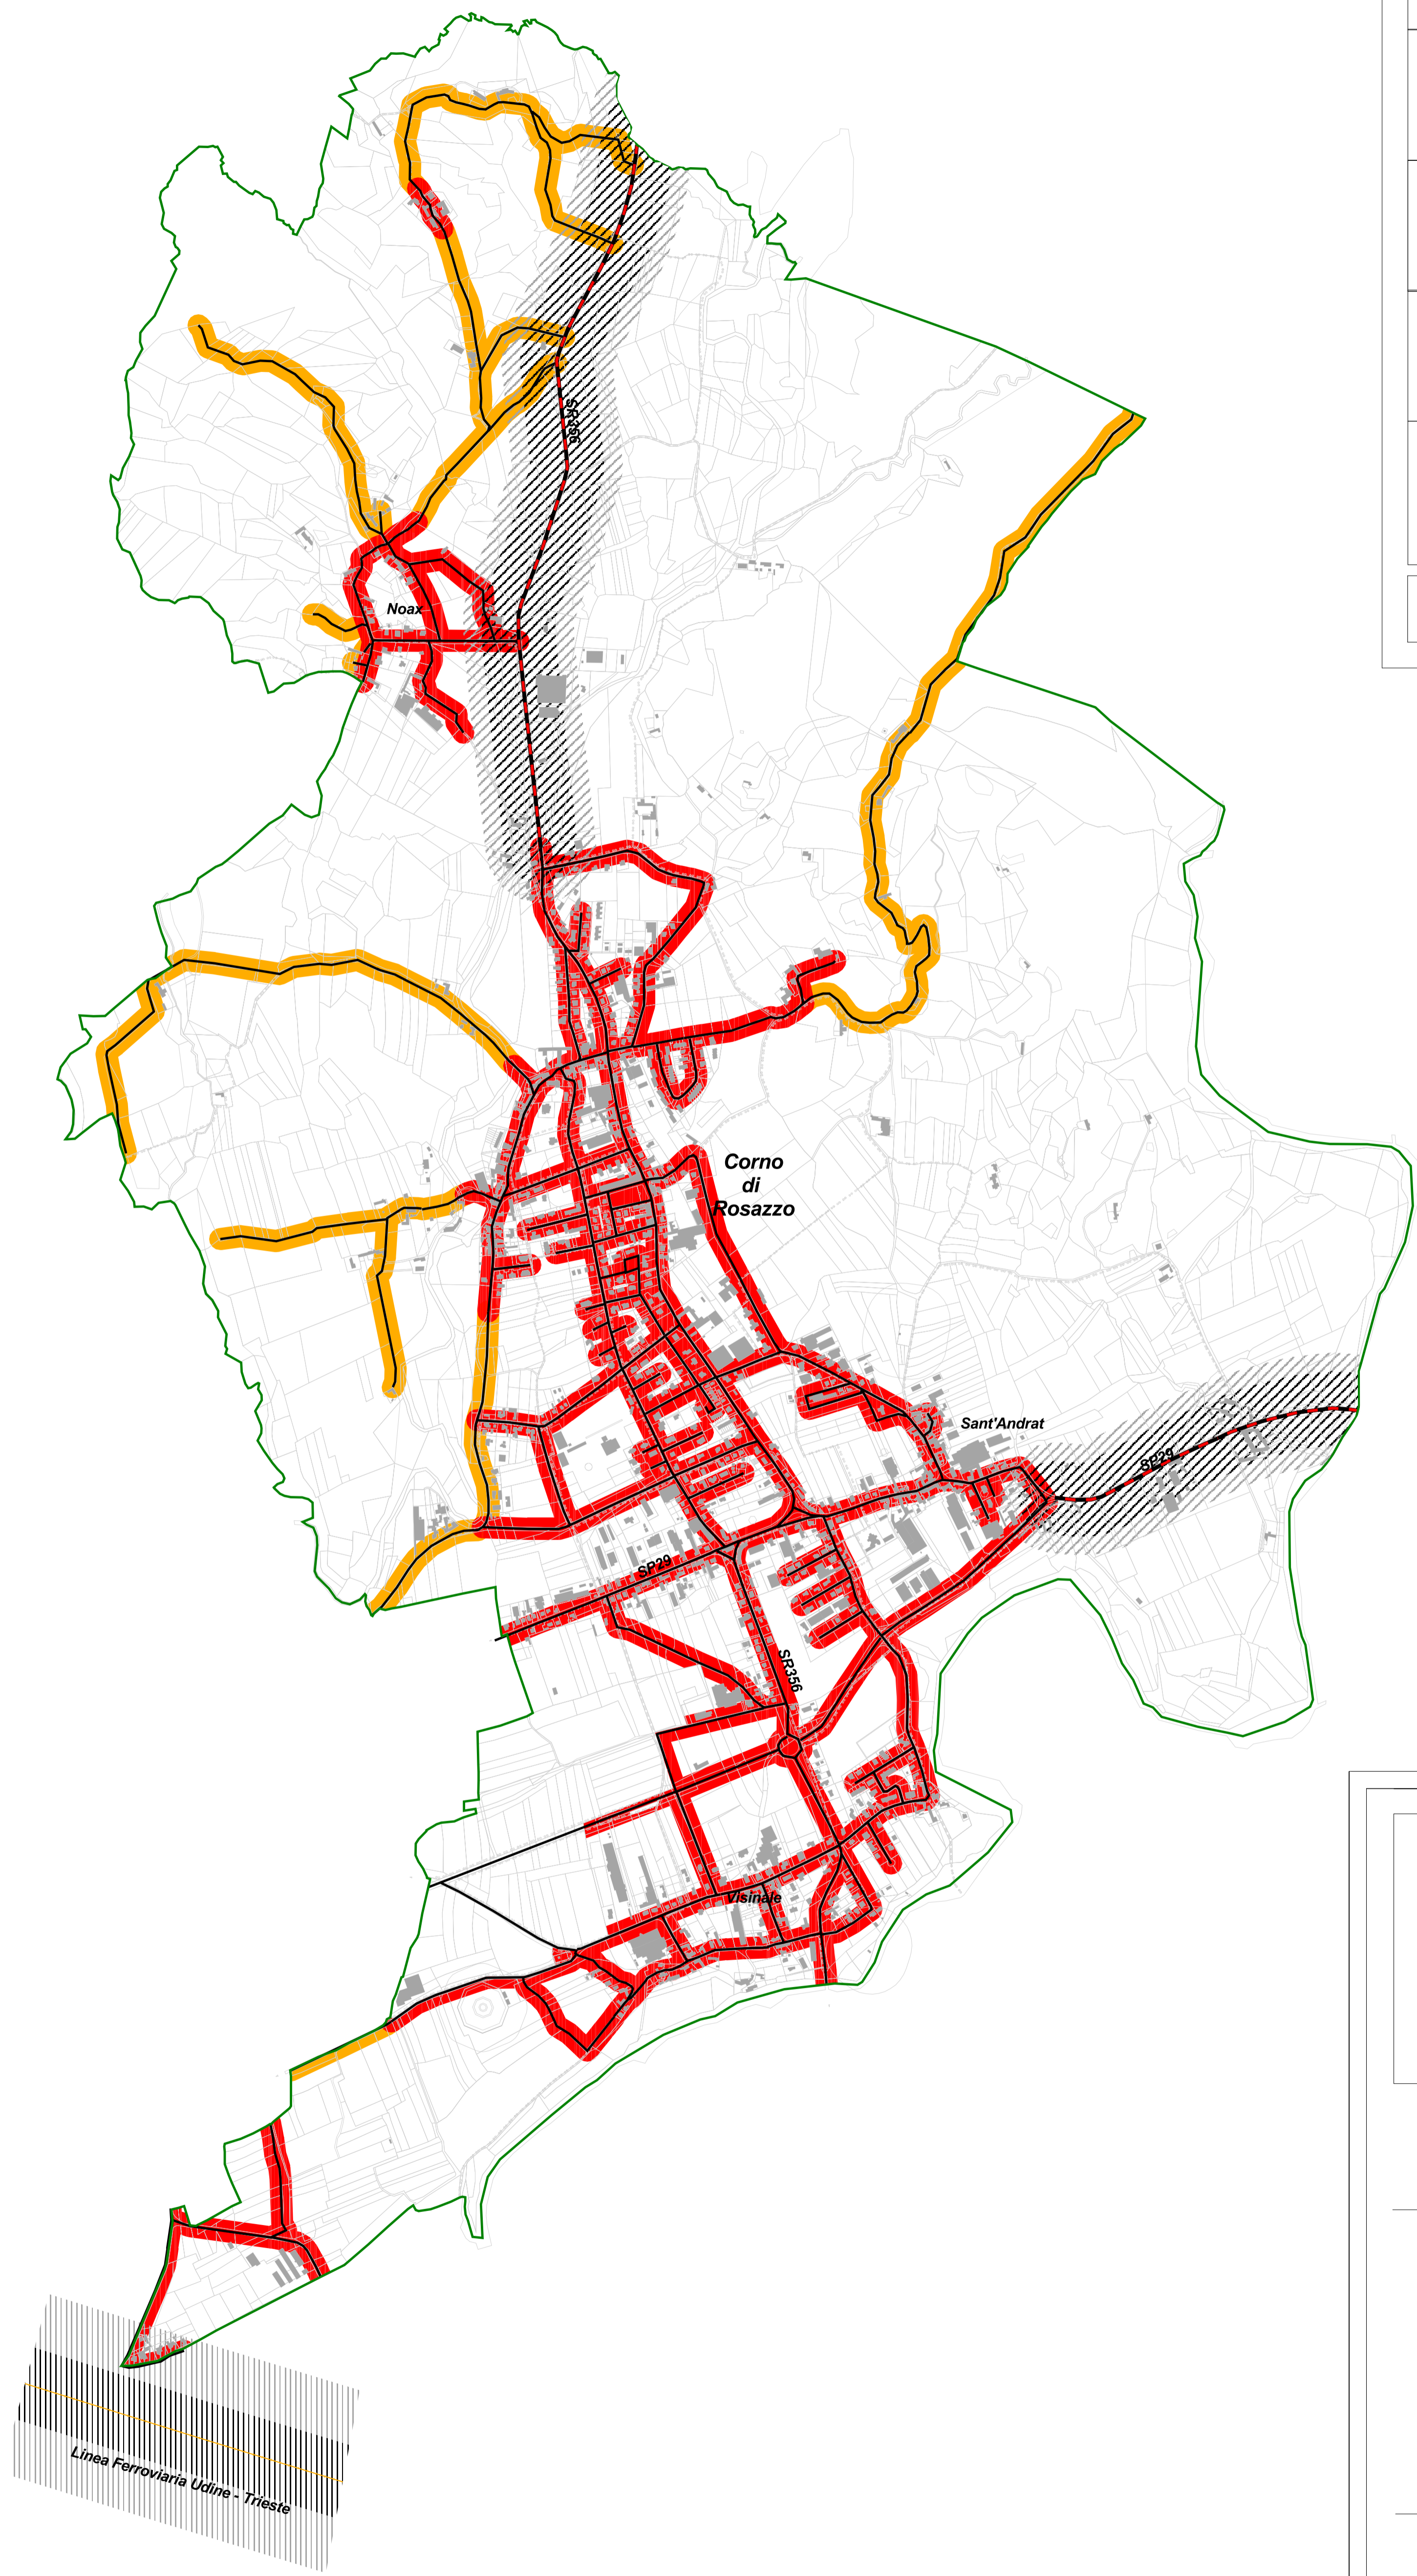 SR356
Noax
Corno
di
Rosazzo
Sant'Andrat
SP29
SP29
SR356
Visinale
Linea Ferroviaria Udine - Trieste